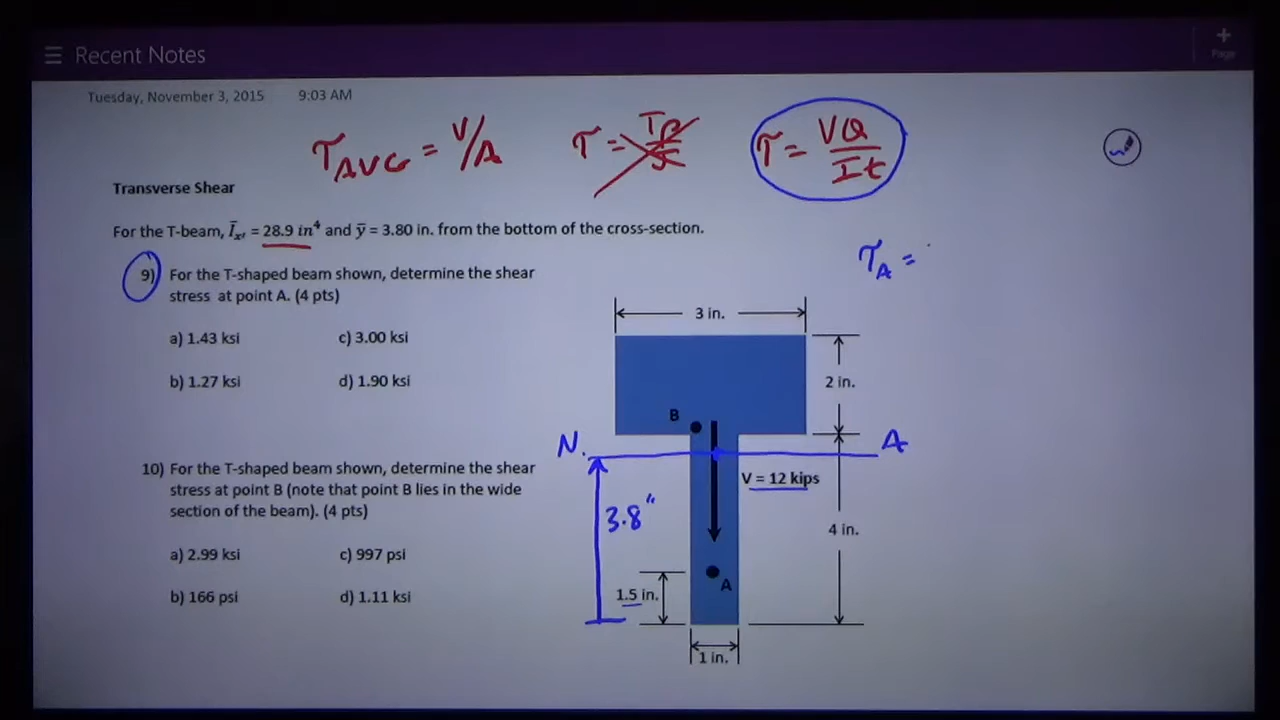 Recent Notes
Page
Tuesday, November 3, 2015 9:03 AM
τAVG = V/A τ = Tρ/J τ = VQ/It
Transverse Shear
For the T-beam, Īx' = 28.9 in⁴ and ȳ = 3.80 in. from the bottom of the cross-section.
τA =
9) For the T-shaped beam shown, determine the shear
stress at point A. (4 pts)
a) 1.43 ksi c) 3.00 ksi
b) 1.27 ksi d) 1.90 ksi
3 in.
2 in.
B
N. A
10) For the T-shaped beam shown, determine the shear
stress at point B (note that point B lies in the wide
section of the beam). (4 pts)
a) 2.99 ksi c) 997 psi
b) 166 psi d) 1.11 ksi
V = 12 kips
3.8"
4 in.
A
1.5 in.
1 in.